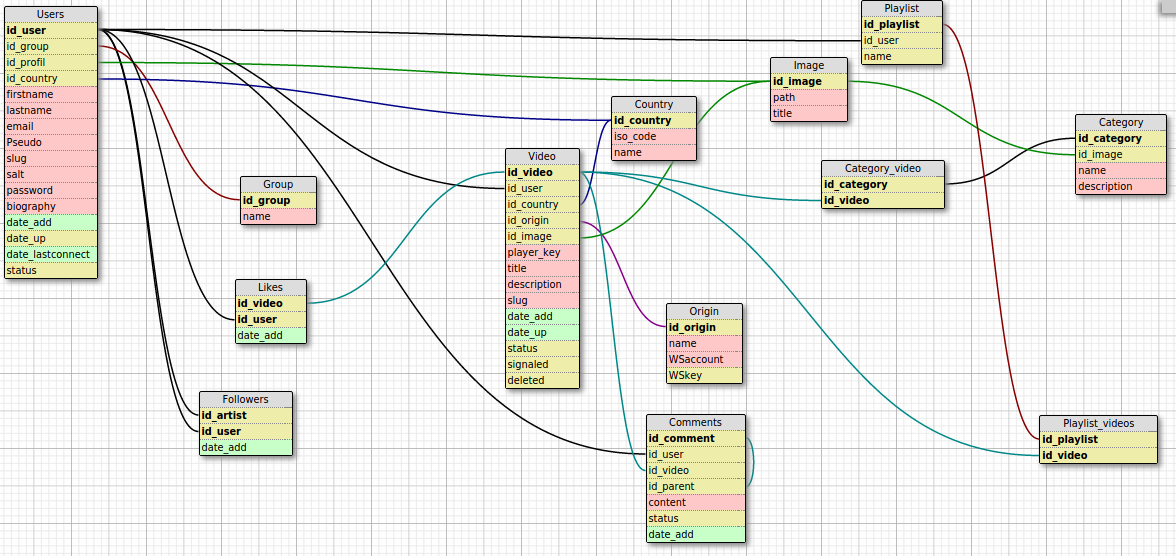 Users
id_user
id_group
id_profil
id_country
firstname
lastname
email
Pseudo
slug
salt
password
biography
date_add
date_up
date_lastconnect
status
Group
id_group
name
Likes
id_video
id_user
date_add
Followers
id_artist
id_user
date_add
Video
id_video
id_user
id_country
id_origin
id_image
player_key
title
description
slug
date_add
date_up
status
signaled
deleted
Country
id_country
iso_code
name
Origin
id_origin
name
WSaccount
WSkey
Comments
id_comment
id_user
id_video
id_parent
content
status
date_add
Image
id_image
path
title
Playlist
id_playlist
id_user
name
Category_video
id_category
id_video
Category
id_category
id_image
name
description
Playlist_videos
id_playlist
id_video